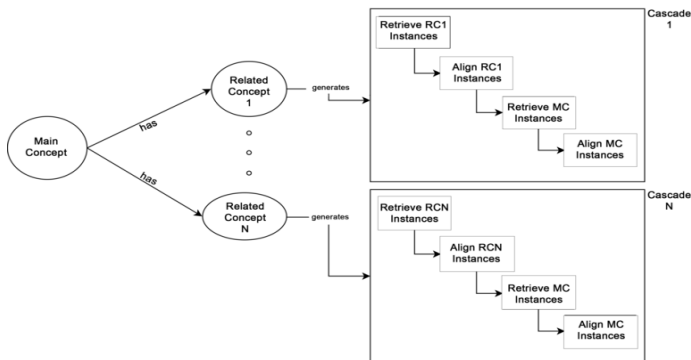 Main
Concept
has
has
Related
Concept
1
Related
Concept
N
generates
generates
Cascade
1
Retrieve RC1
Instances
Align RC1
Instances
Retrieve MC
Instances
Align MC
Instances
Cascade
N
Retrieve RCN
Instances
Align RCN
Instances
Retrieve MC
Instances
Align MC
Instances